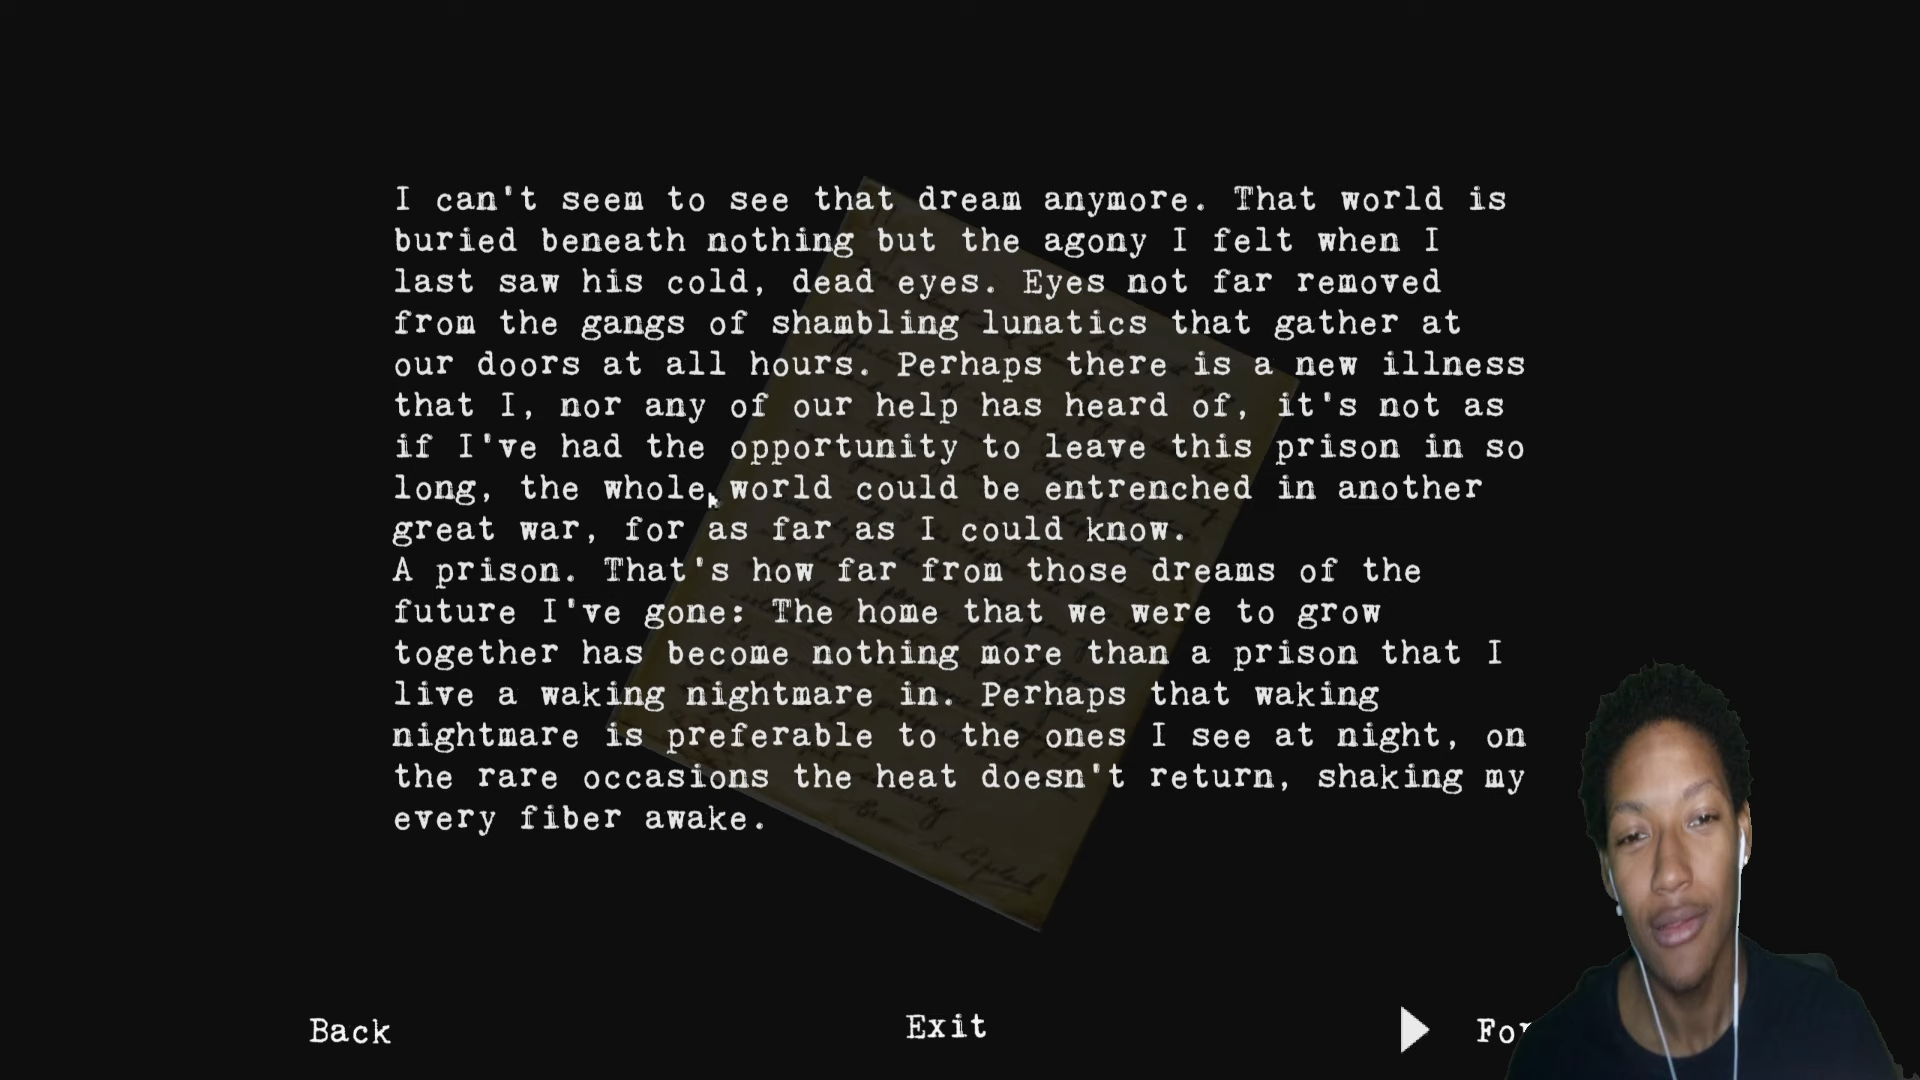 I can't seem to see that dream anymore. That world is
buried beneath nothing but the agony I felt when I
last saw his cold, dead eyes. Eyes not far removed
from the gangs of shambling lunatics that gather at
our doors at all hours. Perhaps there is a new illness
that I, nor any of our help has heard of, it's not as
if I've had the opportunity to leave this prison in so
long, the whole world could be entrenched in another
great war, for as far as I could know.
A prison. That's how far from those dreams of the
future I've gone: The home that we were to grow
together has become nothing more than a prison that I
live a waking nightmare in. Perhaps that waking
nightmare is preferable to the ones I see at night, on
the rare occasions the heat doesn't return, shaking my
every fiber awake.
Back
Exit